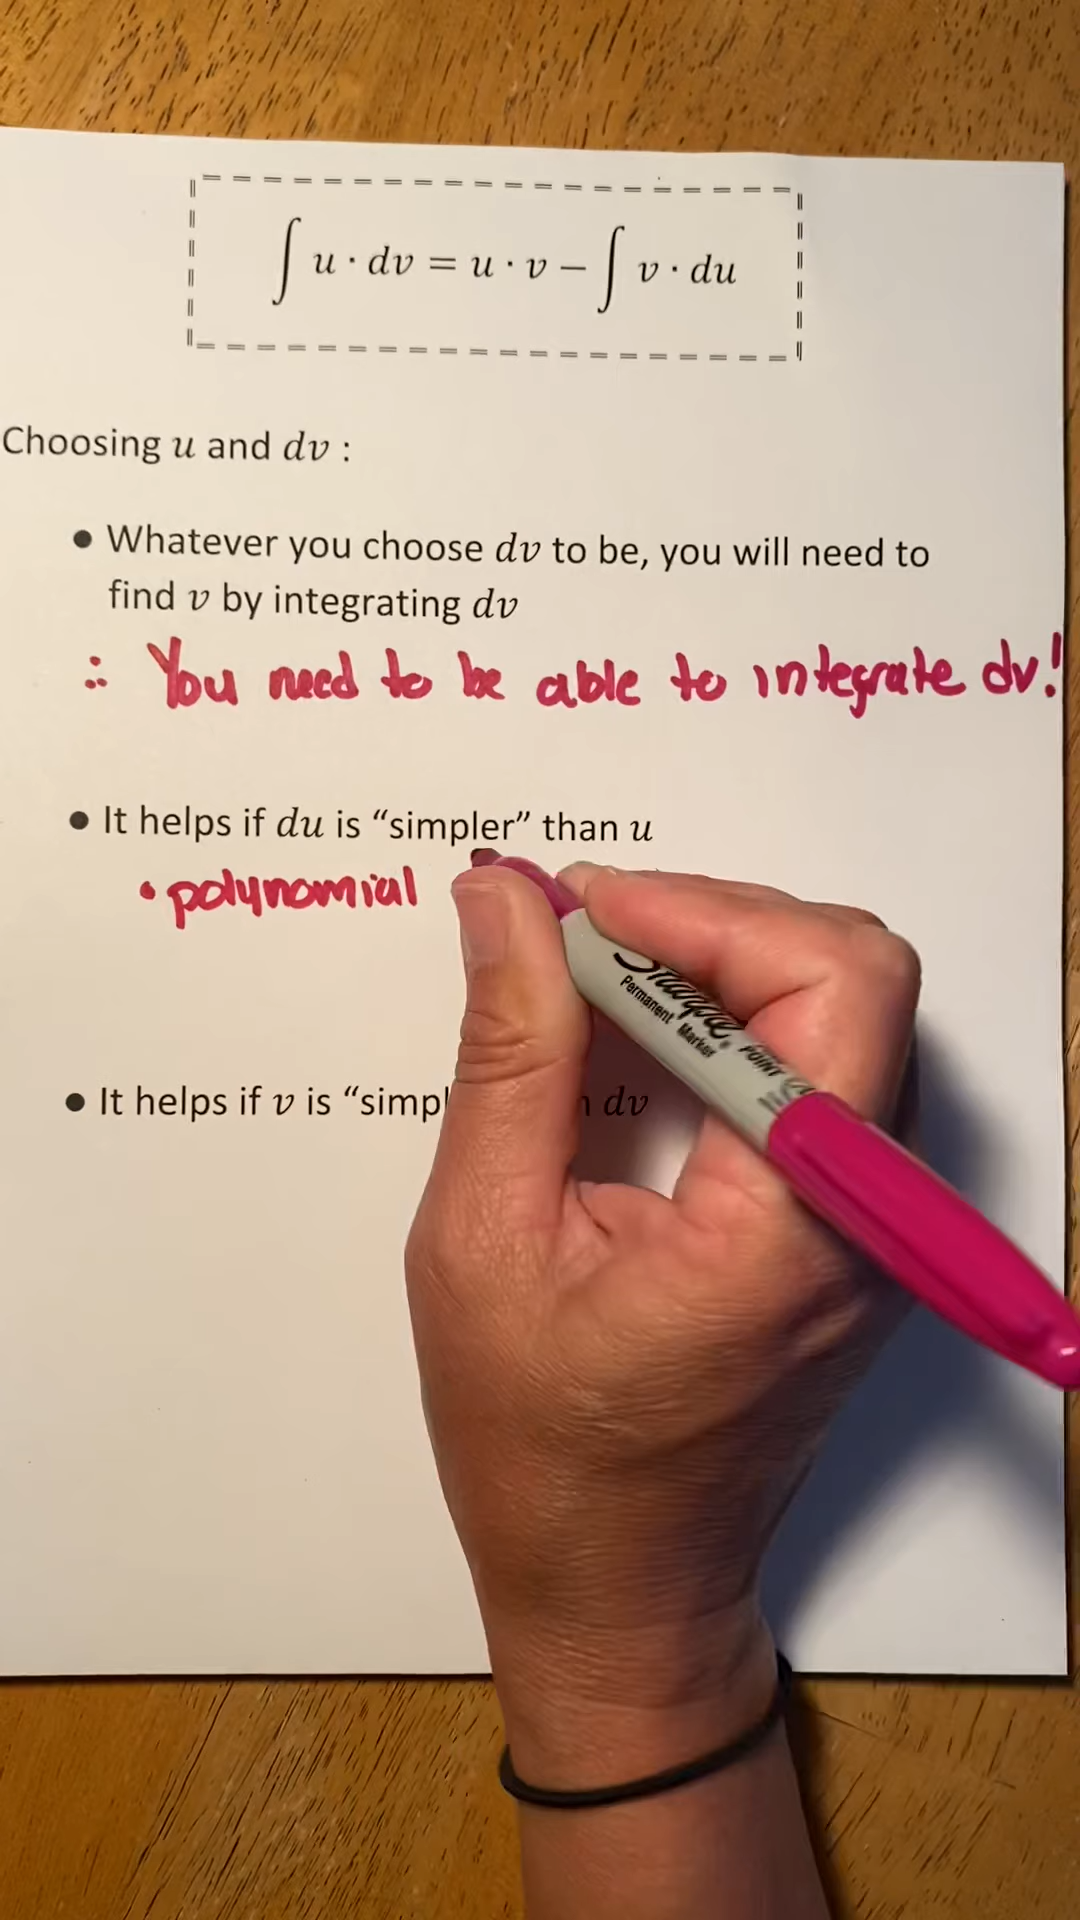 ∫ u · dv = u · v − ∫ v · du
Choosing u and dv :
● Whatever you choose dv to be, you will need to
find v by integrating dv
∴ You need to be able to integrate dv!
● It helps if du is “simpler” than u
• polynomial
Sharpie
Permanent Marker
POINT
● It helps if v is “simpl dv